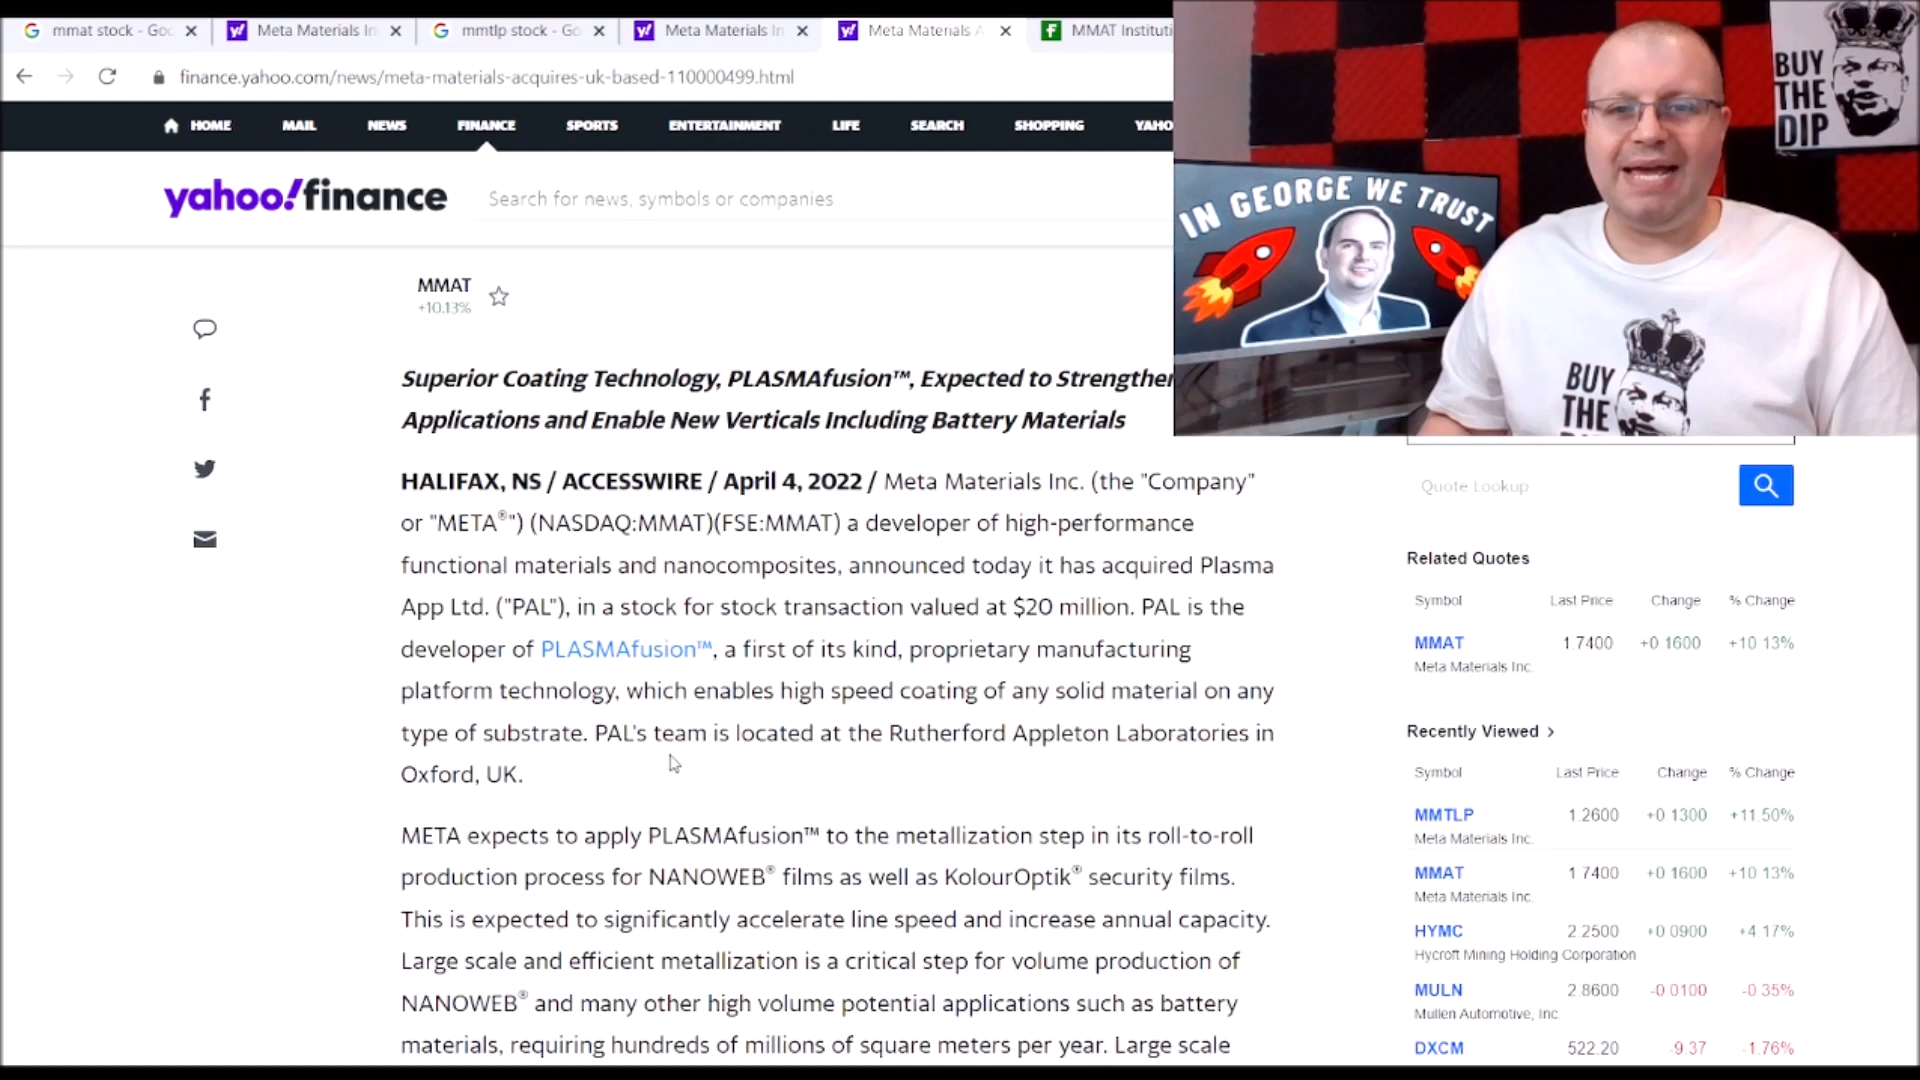 mmat stock - Goo
Meta Materials In
mmtlp stock - Go
Meta Materials In
Meta Materials A
MMAT Instituti
finance.yahoo.com/news/meta-materials-acquires-uk-based-110000499.html
HOME MAIL NEWS FINANCE SPORTS ENTERTAINMENT LIFE SEARCH SHOPPING YAHO
yahoo!finance
Search for news, symbols or companies
BUY
THE
DIP
IN GEORGE WE TRUST
BUY
THE
MMAT
+10.13%
Superior Coating Technology, PLASMAfusion™, Expected to Strengthen
Applications and Enable New Verticals Including Battery Materials
HALIFAX, NS / ACCESSWIRE / April 4, 2022 / Meta Materials Inc. (the "Company"
or "META®") (NASDAQ:MMAT)(FSE:MMAT) a developer of high-performance
functional materials and nanocomposites, announced today it has acquired Plasma
App Ltd. ("PAL"), in a stock for stock transaction valued at $20 million. PAL is the
developer of PLASMAfusion™, a first of its kind, proprietary manufacturing
platform technology, which enables high speed coating of any solid material on any
type of substrate. PAL's team is located at the Rutherford Appleton Laboratories in
Oxford, UK.
META expects to apply PLASMAfusion™ to the metallization step in its roll-to-roll
production process for NANOWEB® films as well as KolourOptik® security films.
This is expected to significantly accelerate line speed and increase annual capacity.
Large scale and efficient metallization is a critical step for volume production of
NANOWEB® and many other high volume potential applications such as battery
materials, requiring hundreds of millions of square meters per year. Large scale
Quote Lookup
Related Quotes
Symbol Last Price Change % Change
MMAT 1.7400 +0.1600 +10.13%
Meta Materials Inc.
Recently Viewed >
Symbol Last Price Change % Change
MMTLP 1.2600 +0.1300 +11.50%
Meta Materials Inc.
MMAT 1.7400 +0.1600 +10.13%
Meta Materials Inc.
HYMC 2.2500 +0.0900 +4.17%
Hycroft Mining Holding Corporation
MULN 2.8600 -0.0100 -0.35%
Mullen Automotive, Inc
DXCM 522.20 -9.37 -1.76%